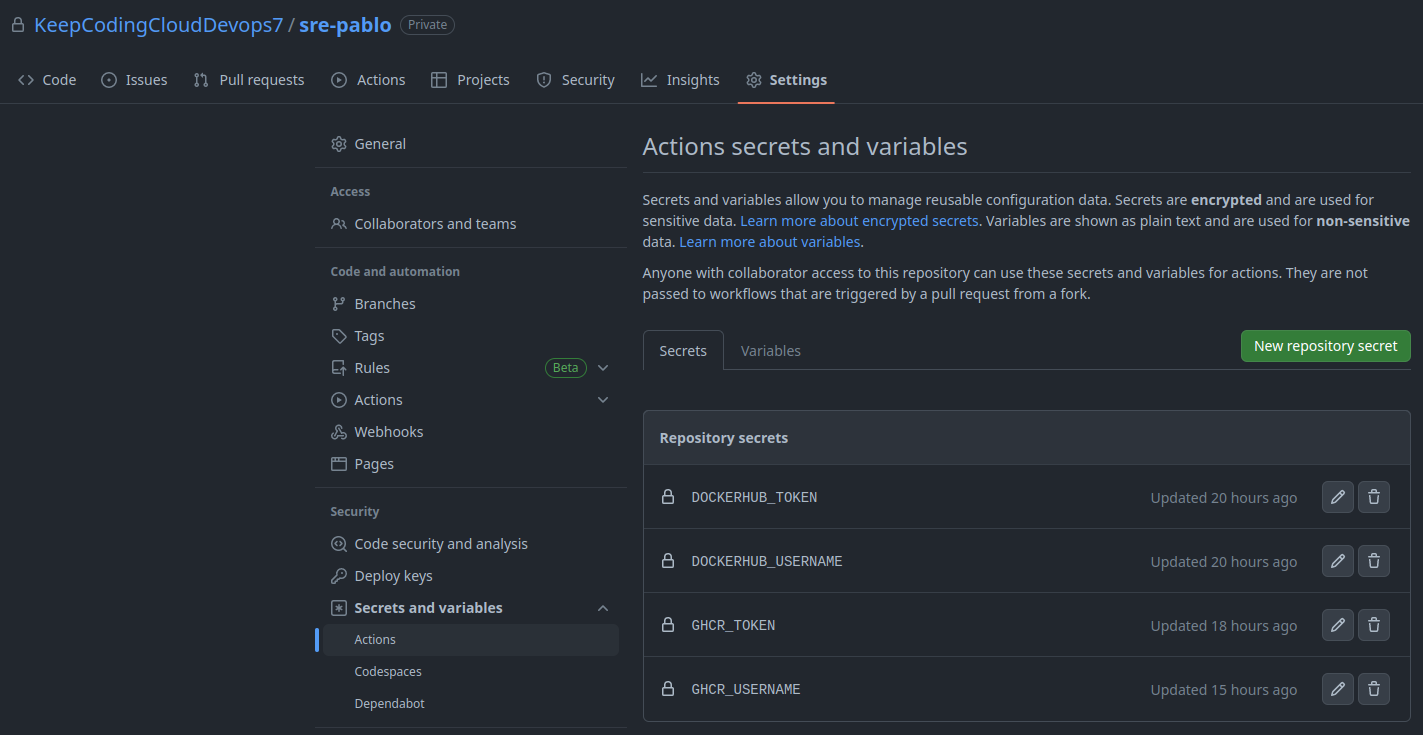 KeepCodingCloudDevops7 / sre-pablo Private
Code Issues Pull requests Actions Projects Security Insights Settings
General
Access
Collaborators and teams
Code and automation
Branches
Tags
Rules Beta
Actions
Webhooks
Pages
Security
Code security and analysis
Deploy keys
Secrets and variables
Actions
Codespaces
Dependabot
Actions secrets and variables
Secrets and variables allow you to manage reusable configuration data. Secrets are encrypted and are used for
sensitive data. Learn more about encrypted secrets. Variables are shown as plain text and are used for non-sensitive
data. Learn more about variables.
Anyone with collaborator access to this repository can use these secrets and variables for actions. They are not
passed to workflows that are triggered by a pull request from a fork.
Secrets Variables New repository secret
Repository secrets
DOCKERHUB_TOKEN Updated 20 hours ago
DOCKERHUB_USERNAME Updated 20 hours ago
GHCR_TOKEN Updated 18 hours ago
GHCR_USERNAME Updated 15 hours ago